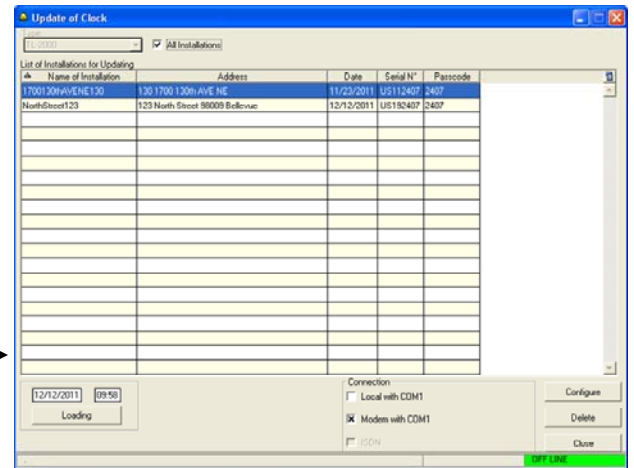 Update of Clock
Type:
TL-2000
All Installations
List of Installations for Updating
Name of Installation Address Date Serial N° Passcode
1700130thAVENE130 130 1700 130th AVE NE 11/23/2011 US112407 2407
NorthStreet123 123 North Street 98009 Bellevue 12/12/2011 US192407 2407
12/12/2011 09:58
Loading
Connection
Local with COM1
Modem with COM1
ISDN
Configure
Delete
Close
OFF LINE